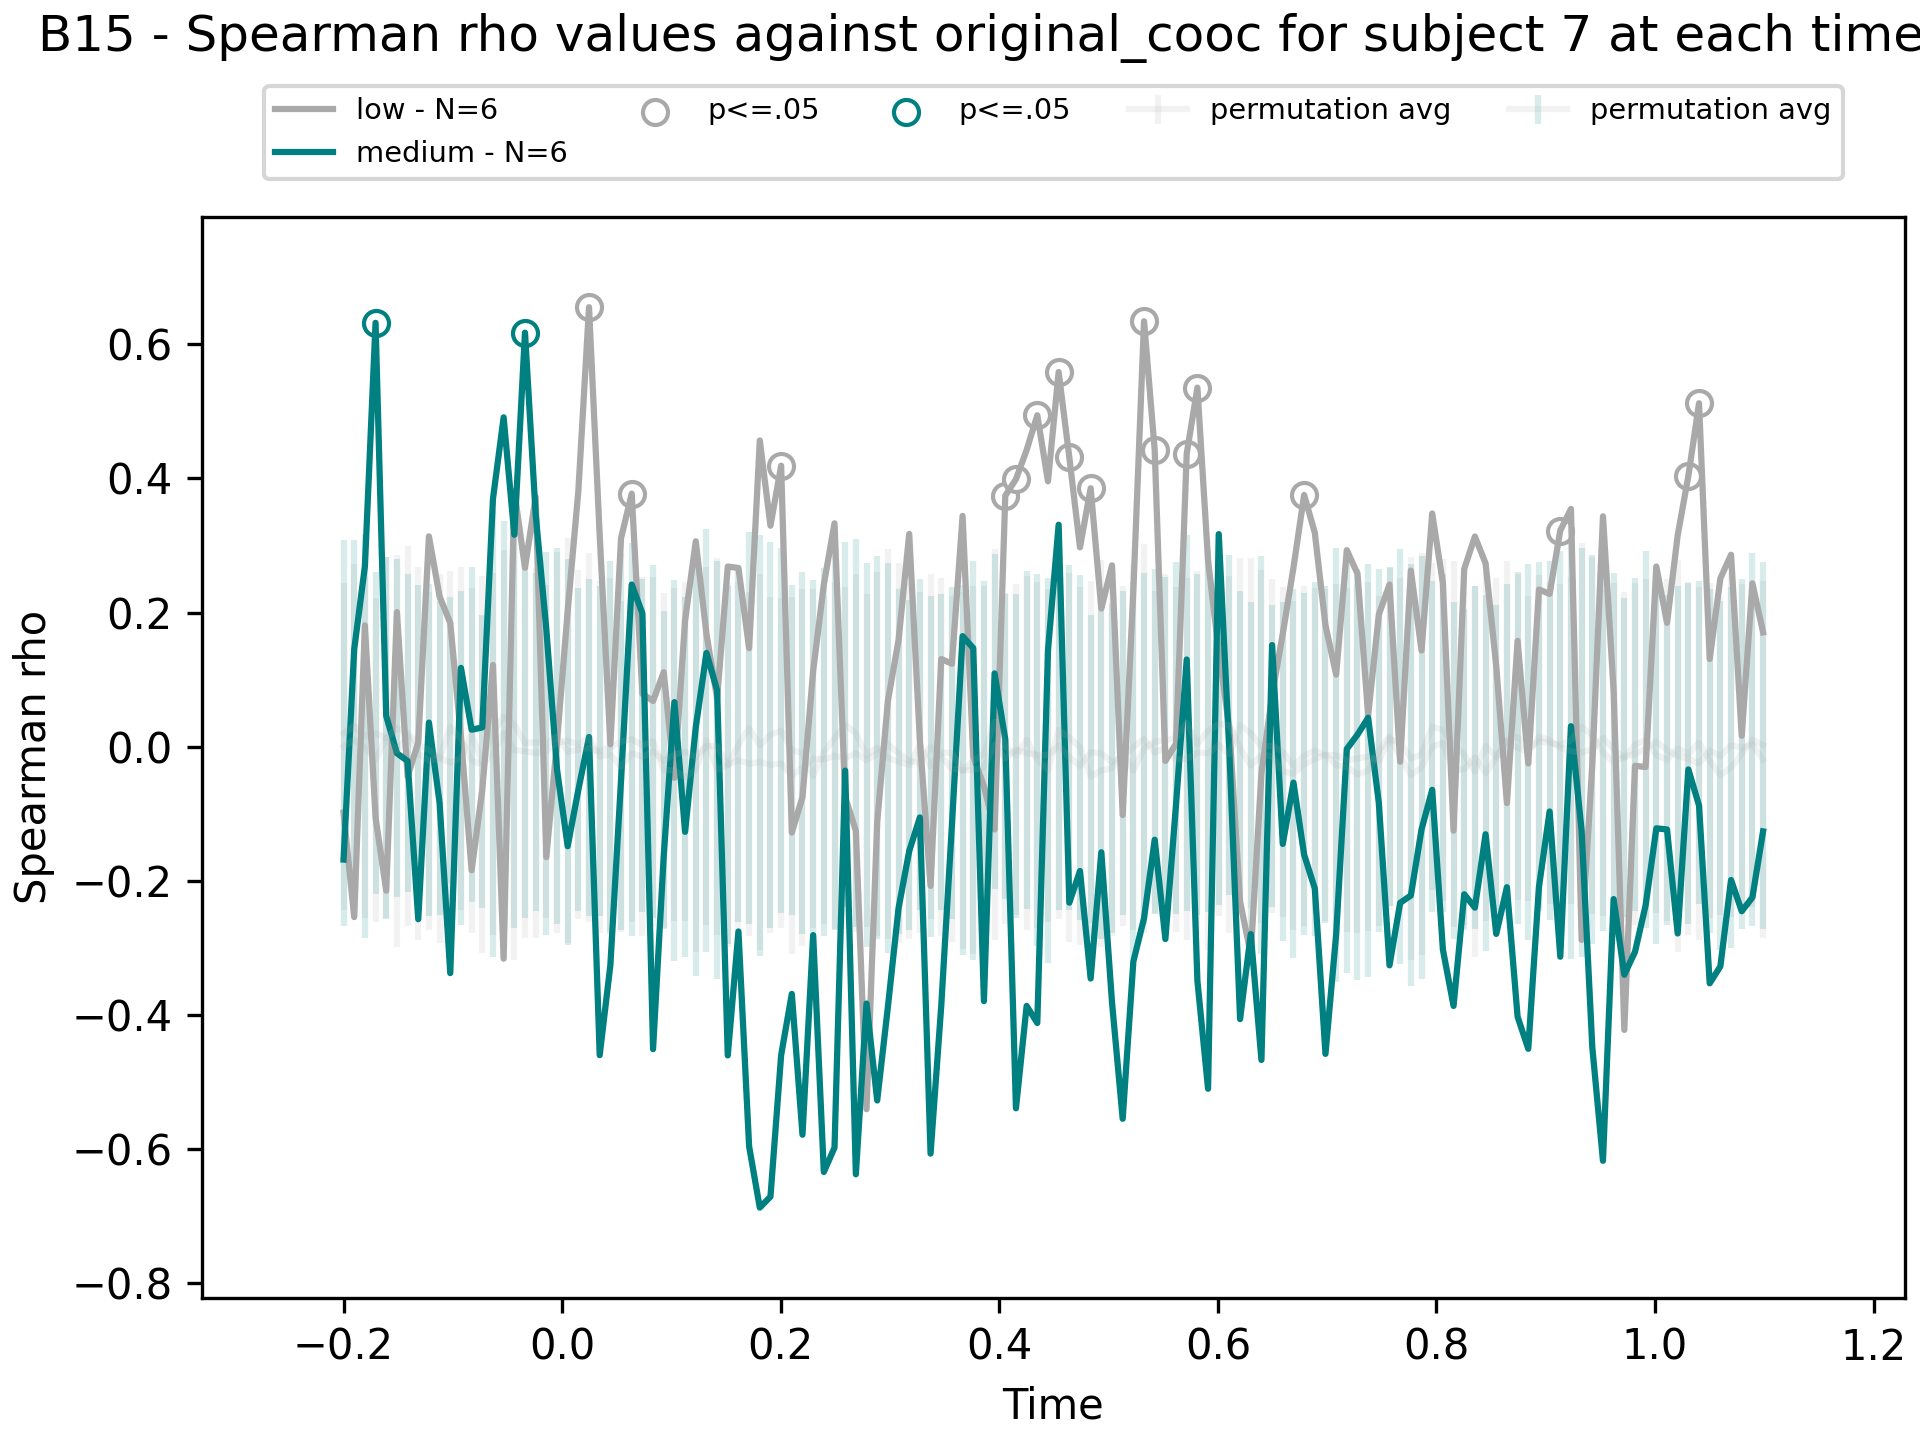 B15 - Spearman rho values against original_cooc for subject 7 at each time
low - N=6
medium - N=6
p<=.05
p<=.05
permutation avg
permutation avg
Spearman rho
0.6
0.4
0.2
0.0
−0.2
−0.4
−0.6
−0.8
−0.2 0.0 0.2 0.4 0.6 0.8 1.0 1.2
Time